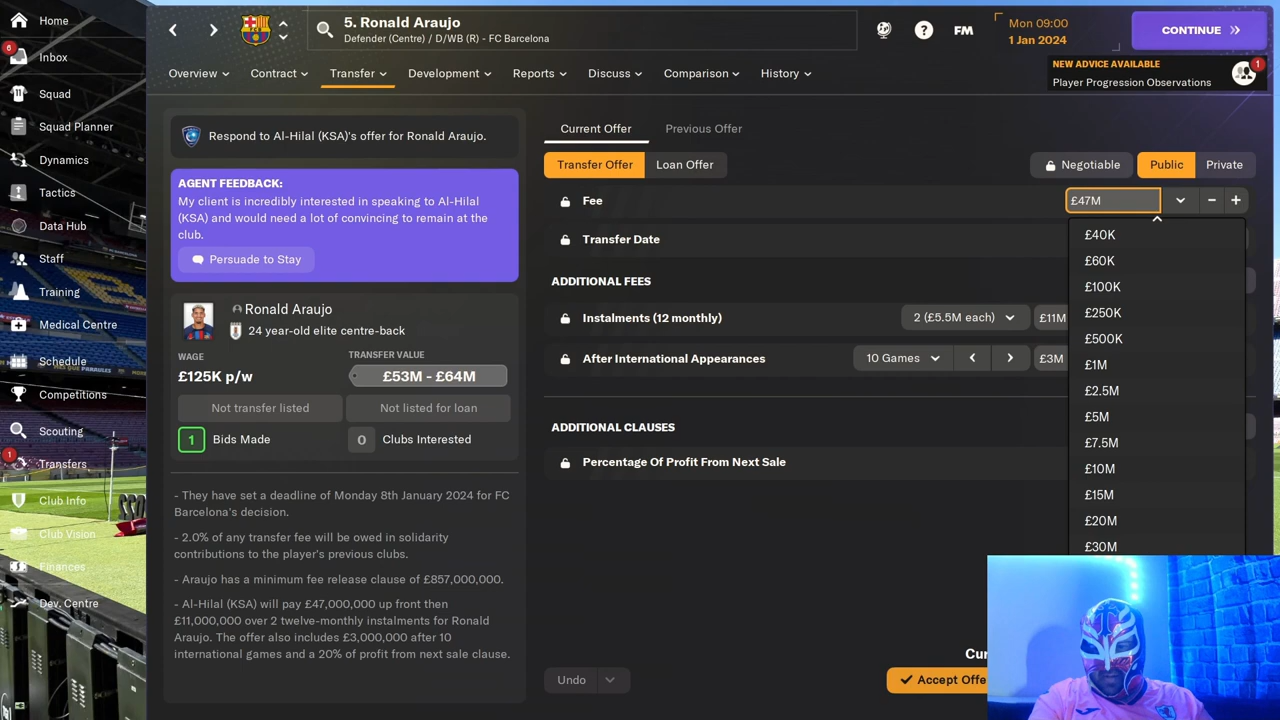 5. Ronald Araujo
Defender (Centre) / D/WB (R) - FC Barcelona
FM
Mon 09:00
1 Jan 2024
CONTINUE
Overview
Contract
Transfer
Development
Reports
Discuss
Comparison
History
NEW ADVICE AVAILABLE
Player Progression Observations
1
Home
6
Inbox
Squad
Squad Planner
Dynamics
Tactics
Data Hub
Staff
Training
Medical Centre
Schedule
Competitions
Scouting
1
Transfers
Club Info
Club Vision
Finances
Dev. Centre
Respond to Al-Hilal (KSA)'s offer for Ronald Araujo.
AGENT FEEDBACK:
My client is incredibly interested in speaking to Al-Hilal
(KSA) and would need a lot of convincing to remain at the
club.
Persuade to Stay
Ronald Araujo
24 year-old elite centre-back
WAGE
TRANSFER VALUE
£125K p/w
£53M - £64M
Not transfer listed
Not listed for loan
1 Bids Made
0 Clubs Interested
- They have set a deadline of Monday 8th January 2024 for FC
Barcelona's decision.
- 2.0% of any transfer fee will be owed in solidarity
contributions to the player's previous clubs.
- Araujo has a minimum fee release clause of £857,000,000.
- Al-Hilal (KSA) will pay £47,000,000 up front then
£11,000,000 over 2 twelve-monthly instalments for Ronald
Araujo. The offer also includes £3,000,000 after 10
international games and a 20% of profit from next sale clause.
Current Offer
Previous Offer
Transfer Offer
Loan Offer
Negotiable
Public
Private
Fee
£47M
Transfer Date
ADDITIONAL FEES
Instalments (12 monthly)
2 (£5.5M each)
£11M
After International Appearances
10 Games
£3M
ADDITIONAL CLAUSES
Percentage Of Profit From Next Sale
£40K
£60K
£100K
£250K
£500K
£1M
£2.5M
£5M
£7.5M
£10M
£15M
£20M
£30M
Undo
Cur
Accept Offe